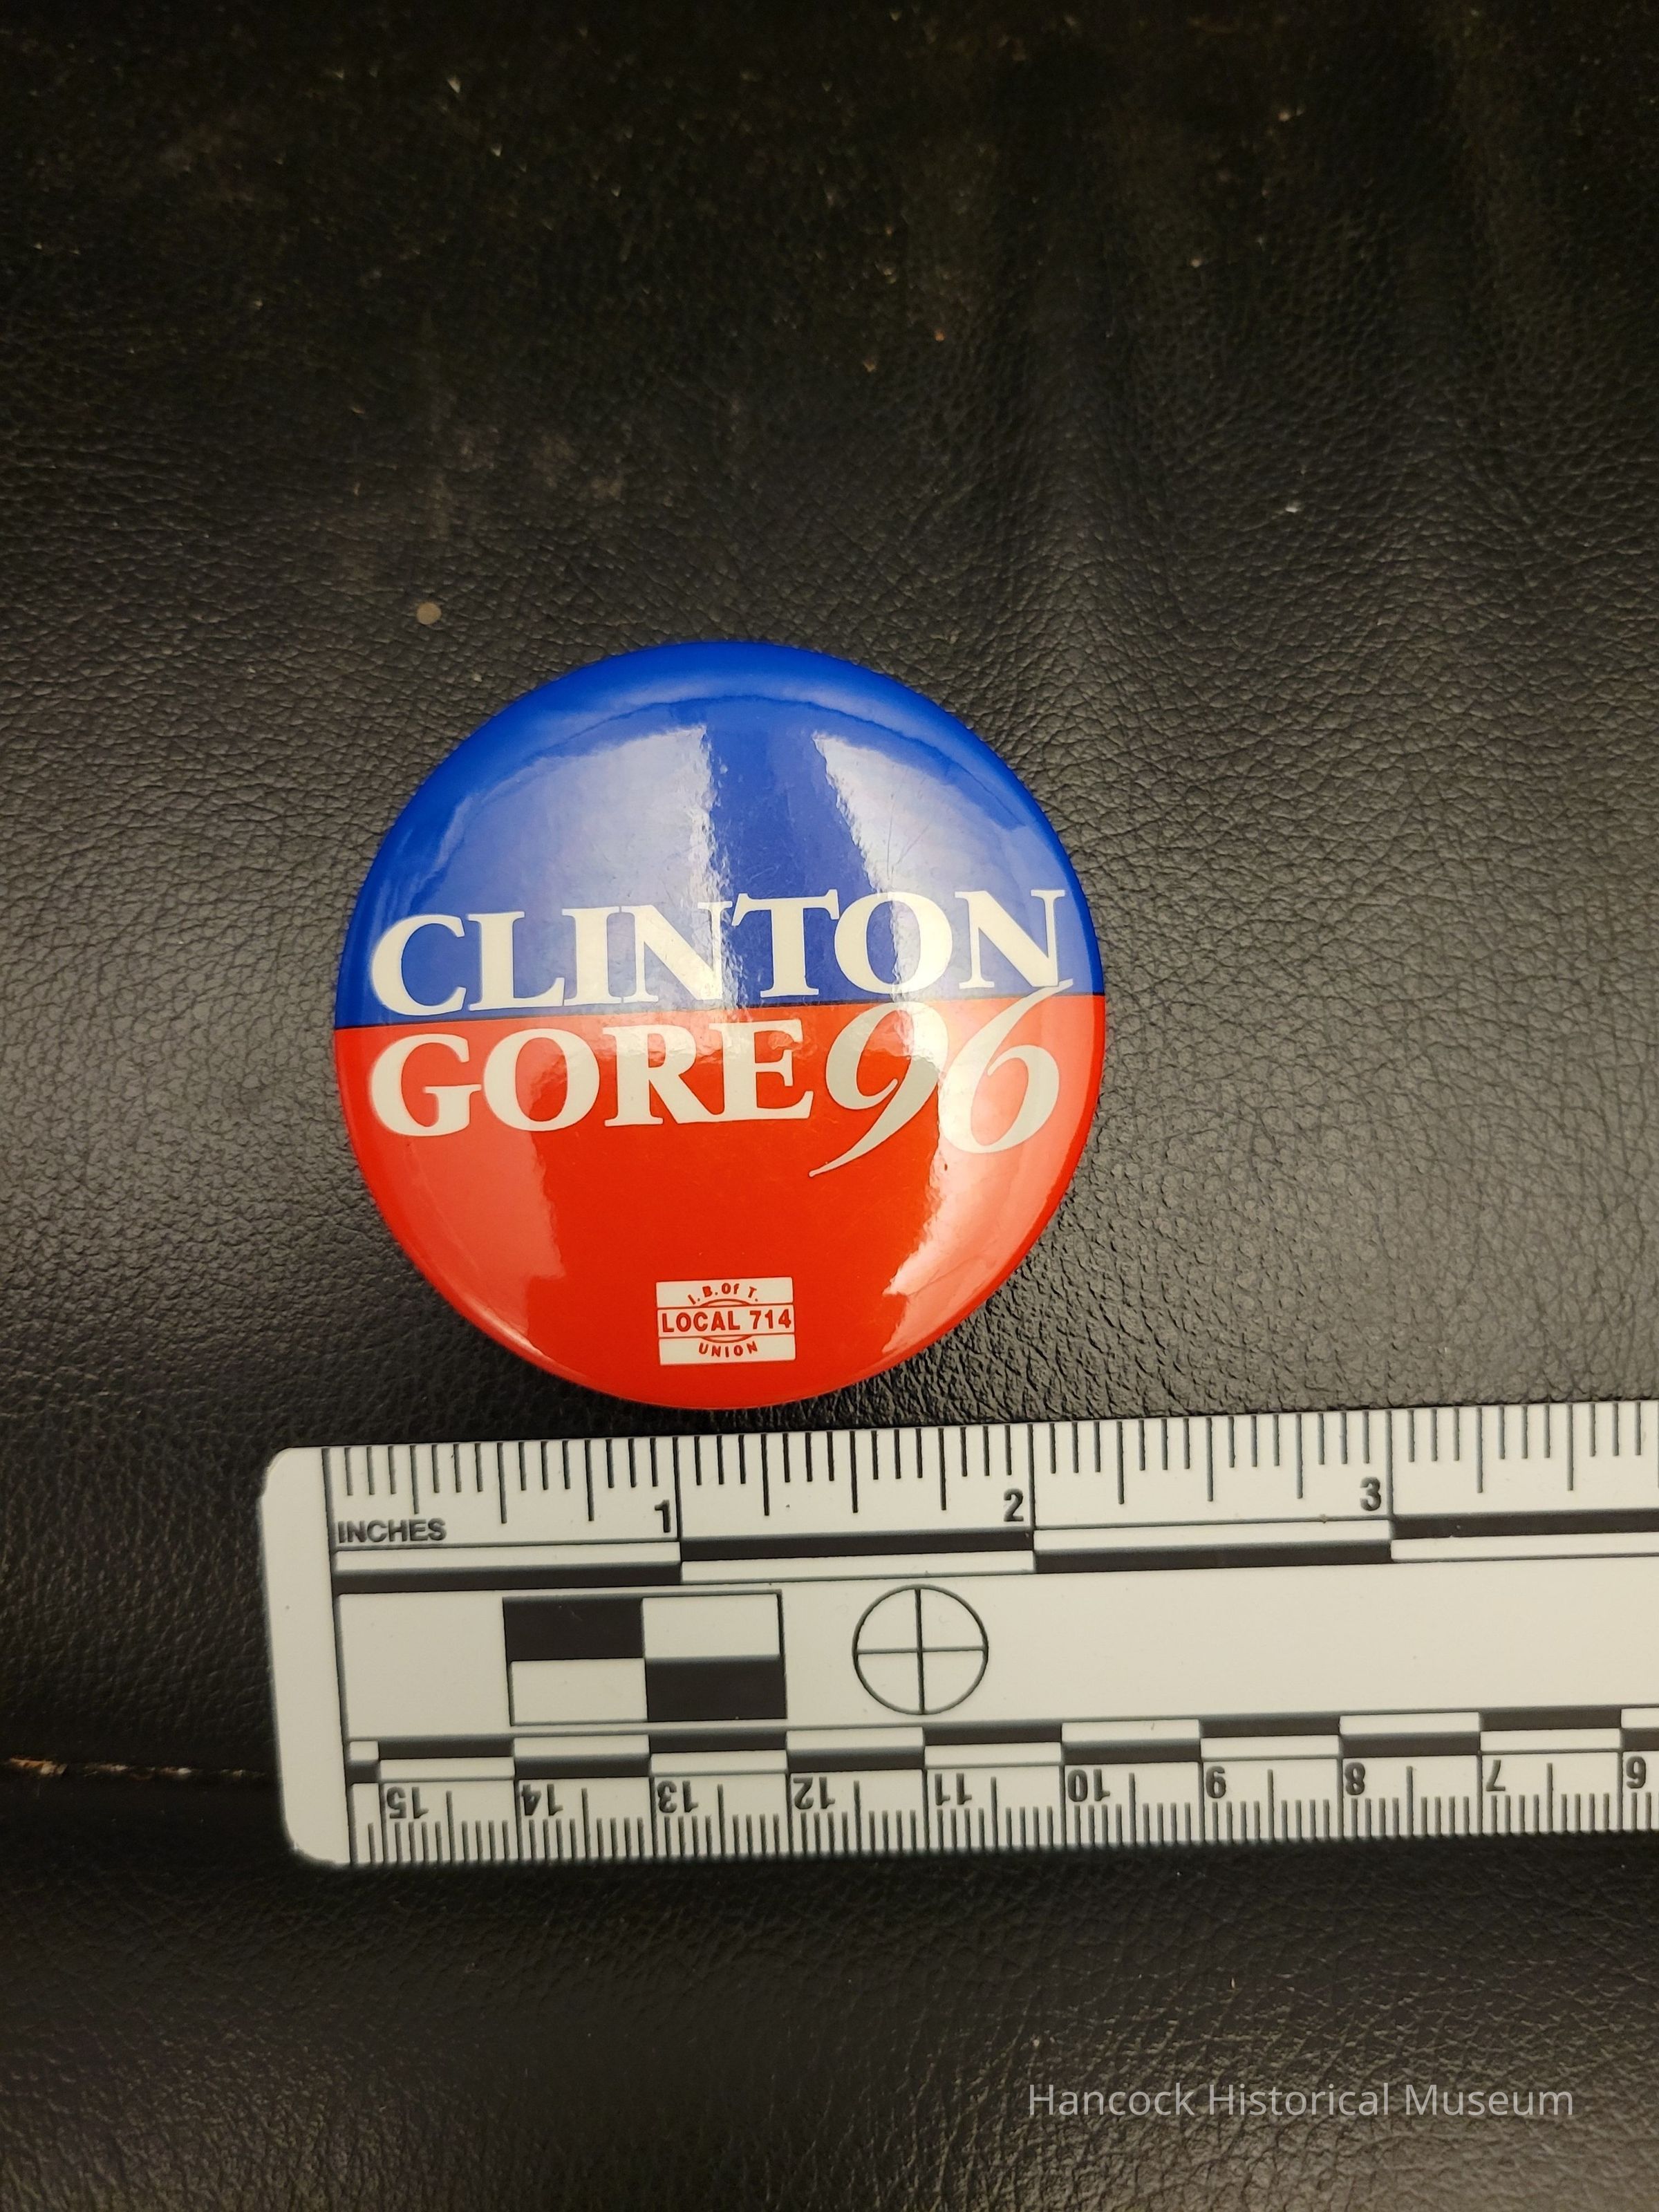 CLINTON
GORE 96
I.B.Of T.
LOCAL 714
UNION
1 2 3
INCHES
15 14 13 12 11 10 9 8 7 6
Hancock Historical Museum